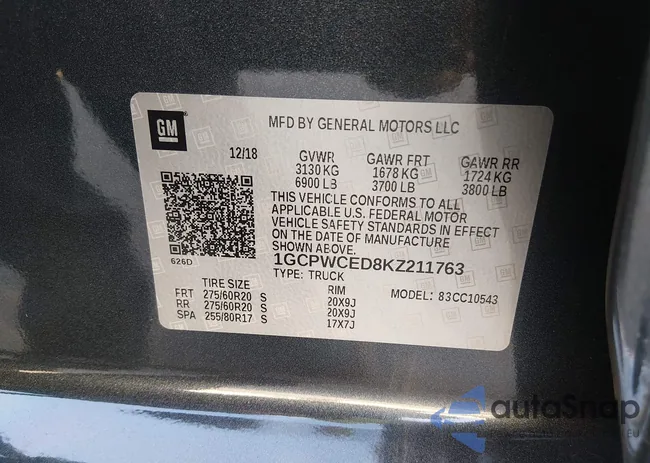 GM
MFD BY GENERAL MOTORS LLC
12/18 GVWR GAWR FRT GAWR RR
3130 KG 1678 KG 1724 KG
6900 LB 3700 LB 3800 LB
THIS VEHICLE CONFORMS TO ALL
APPLICABLE U.S. FEDERAL MOTOR
VEHICLE SAFETY STANDARDS IN EFFECT
ON THE DATE OF MANUFACTURE
SHOWN ABOVE.
626D
1GCPWCED8KZ211763
TYPE: TRUCK
TIRE SIZE RIM MODEL: 83CC10543
FRT 275/60R20 S 20X9J
RR 275/60R20 S 20X9J
SPA 255/80R17 S 17X7J
autoSnap
EU